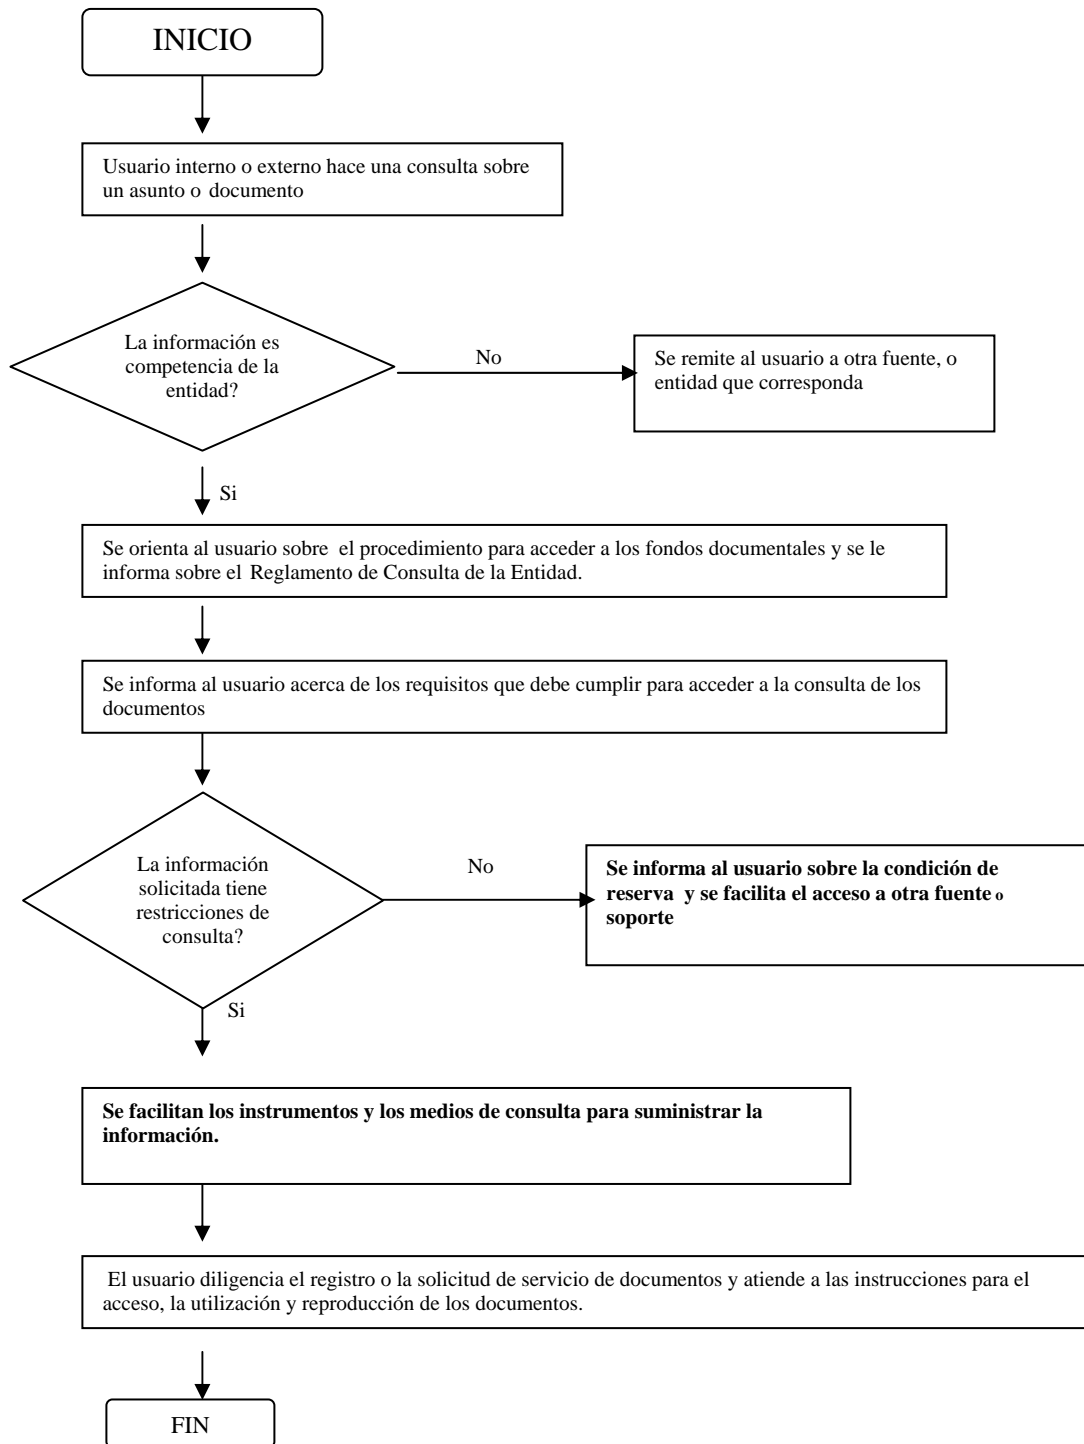 INICIO
Usuario interno o externo hace una consulta sobre
un asunto o documento
La información es
competencia de la
entidad?
No
Se remite al usuario a otra fuente, o
entidad que corresponda
Si
Se orienta al usuario sobre el procedimiento para acceder a los fondos documentales y se le
informa sobre el Reglamento de Consulta de la Entidad.
Se informa al usuario acerca de los requisitos que debe cumplir para acceder a la consulta de los
documentos
La información
solicitada tiene
restricciones de
consulta?
No
Se informa al usuario sobre la condición de
reserva y se facilita el acceso a otra fuente o
soporte
Si
Se facilitan los instrumentos y los medios de consulta para suministrar la
información.
El usuario diligencia el registro o la solicitud de servicio de documentos y atiende a las instrucciones para el
acceso, la utilización y reproducción de los documentos.
FIN